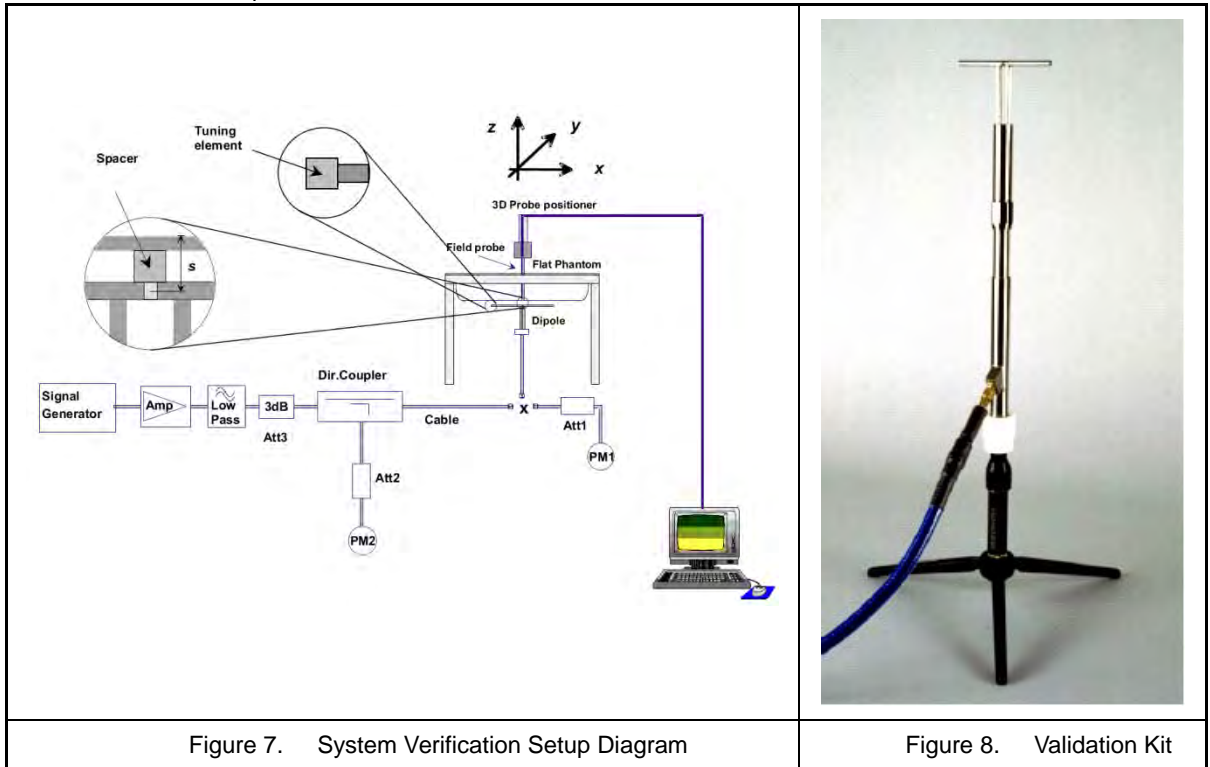 z
y
x
Tuning
element
Spacer
s
3D Probe positioner
Field probe
Flat Phantom
Dipole
Signal
Generator
Amp
Low
Pass
3dB
Att3
Dir.Coupler
Cable
x
Att1
PM1
Att2
PM2
Figure 7. System Verification Setup Diagram
Figure 8. Validation Kit